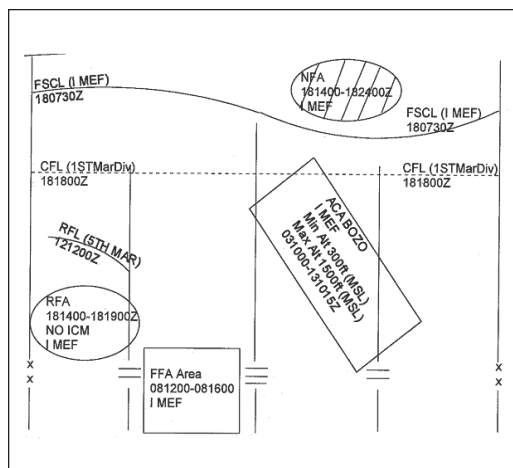 FSCL (I MEF)
180730Z
NFA
181400-182400Z
I MEF
FSCL (I MEF)
180730Z
CFL (1STMarDiv)
181800Z
CFL (1STMarDiv)
181800Z
RFL (5TH MAR)
121200Z
ACA BOZO
I MEF
Min Alt 300ft (MSL)
Max Alt 1500ft (MSL)
031000-131015Z
RFA
181400-181900Z
NO ICM
I MEF
FFA Area
081200-081600
I MEF
x
x
x
x